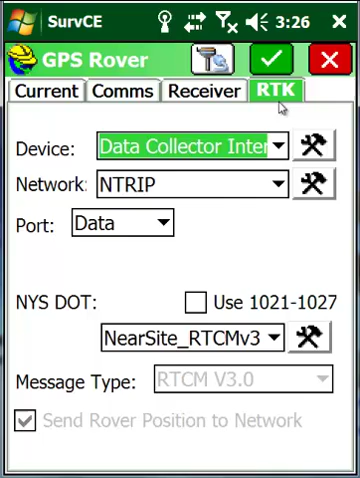 SurvCE 3:26
GPS Rover
Current Comms Receiver RTK
Device: Data Collector Inter
Network: NTRIP
Port: Data
NYS DOT: Use 1021-1027
NearSite_RTCMv3
Message Type: RTCM V3.0
Send Rover Position to Network